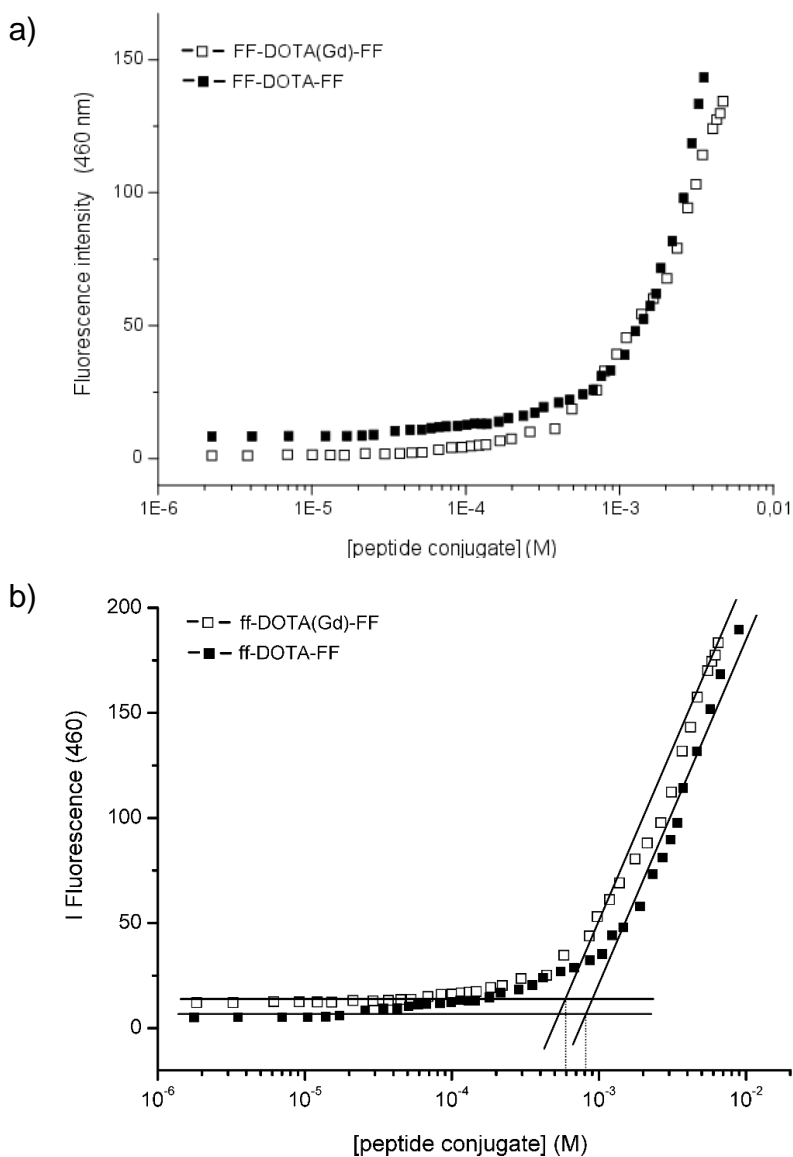 a)
FF-DOTA(Gd)-FF
FF-DOTA-FF
Fluorescence intensity (460 nm)
150
100
50
0
1E-6
1E-5
1E-4
1E-3
0,01
[peptide conjugate] (M)
b)
ff-DOTA(Gd)-FF
ff-DOTA-FF
I Fluorescence (460)
200
150
100
50
0
10^-6
10^-5
10^-4
10^-3
10^-2
[peptide conjugate] (M)